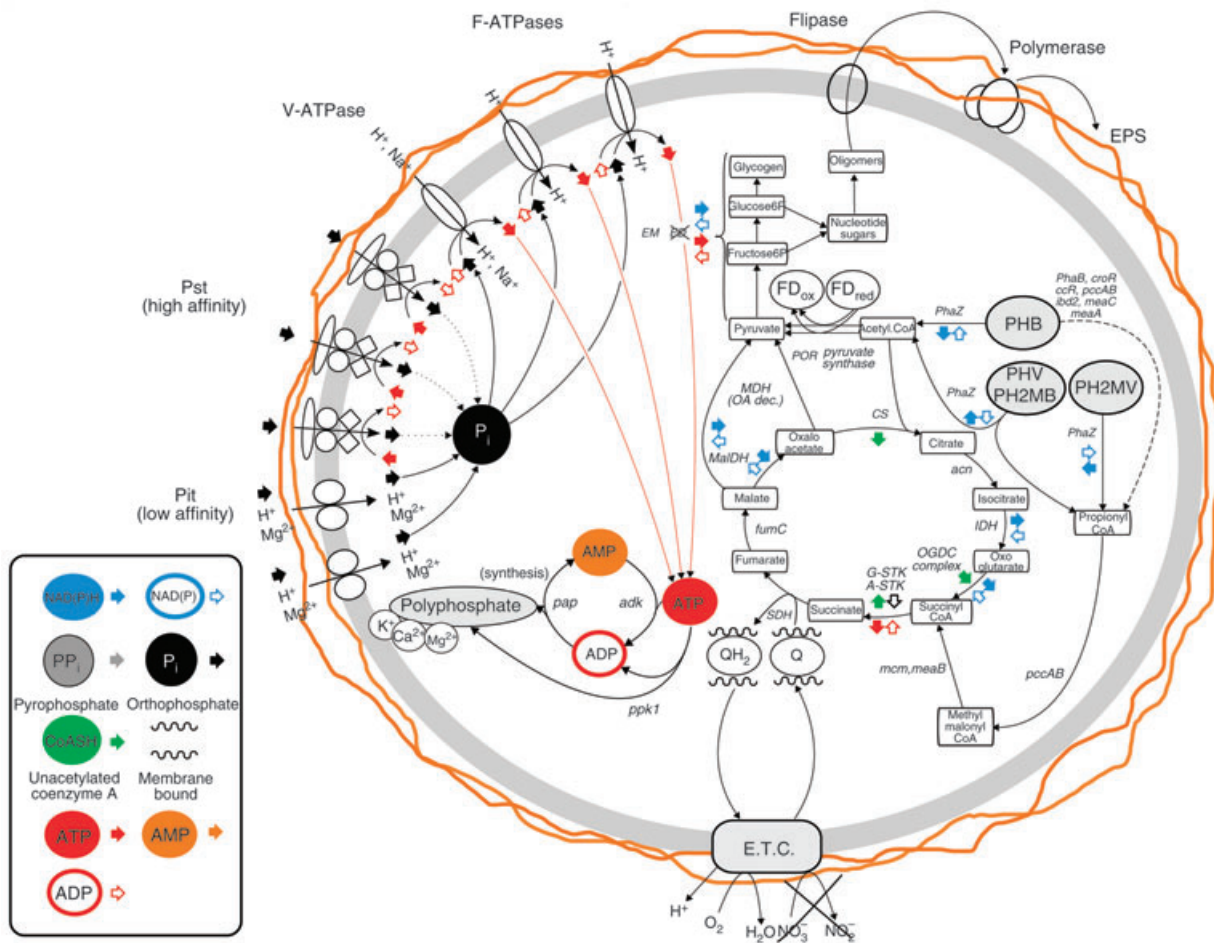 F-ATPases
Flipase
Polymerase
V-ATPase
EPS
H⁺
H⁺
H⁺, Na⁺
H⁺
H⁺
H⁺, Na⁺
Pst
(high affinity)
Pit
(low affinity)
Pᵢ
H⁺
Mg²⁺
H⁺
Mg²⁺
H⁺
Mg²⁺
H⁺
Mg²⁺
EM
ED
Glycogen
Glucose6P
Fructose6P
Oligomers
Nucleotide
sugars
FDox
FDred
Pyruvate
Acetyl.CoA
POR
pyruvate
synthase
PhaZ
PHB
PhaB, croR
ccR, pccAB
ibd2, meaC
meaA
PHV
PH2MB
PH2MV
PhaZ
PhaZ
MDH
(OA dec.)
CS
MalDH
Oxalo
acetate
Citrate
acn
Malate
Isocitrate
IDH
Propionyl
CoA
fumC
Fumarate
OGDC
complex
Oxo
glutarate
G-STK
A-STK
Succinate
Succinyl
CoA
SDH
QH₂
Q
mcm,meaB
pccAB
Methyl
malonyl
CoA
AMP
(synthesis)
Polyphosphate
pap
adk
ATP
K⁺
Ca²⁺
Mg²⁺
ADP
ppk1
E.T.C.
H⁺
O₂
H₂O
NO₃⁻
NO₂⁻
NAD(P)H
NAD(P)
PPᵢ
Pᵢ
Pyrophosphate
Orthophosphate
CoASH
Unacetylated
coenzyme A
Membrane
bound
ATP
AMP
ADP